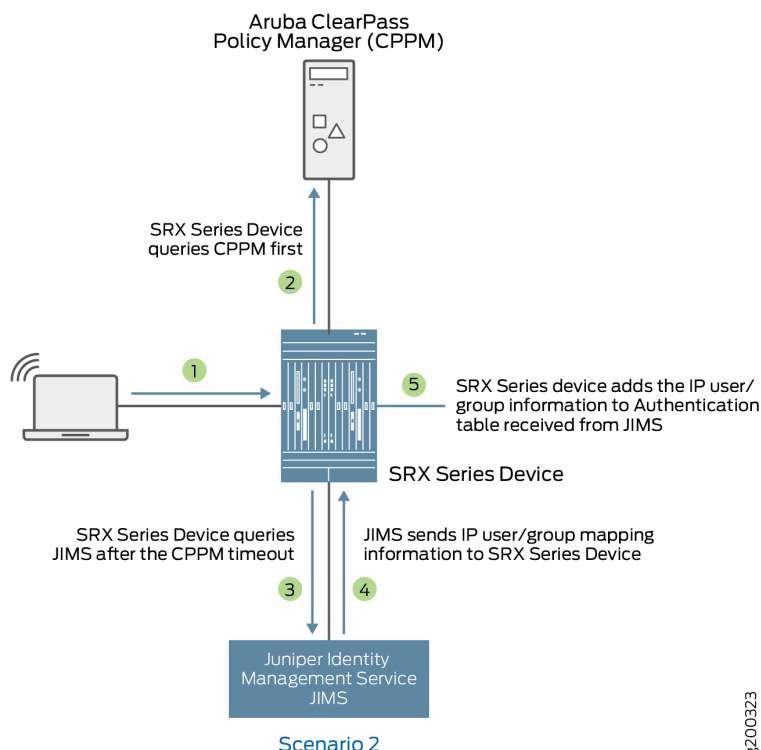 Aruba ClearPass
Policy Manager (CPPM)
SRX Series Device
queries CPPM first
2
1
5
SRX Series device adds the IP user/
group information to Authentication
table received from JIMS
SRX Series Device
SRX Series Device queries
JIMS after the CPPM timeout
JIMS sends IP user/group mapping
information to SRX Series Device
3
4
Juniper Identity
Management Service
JIMS
Scenario 2